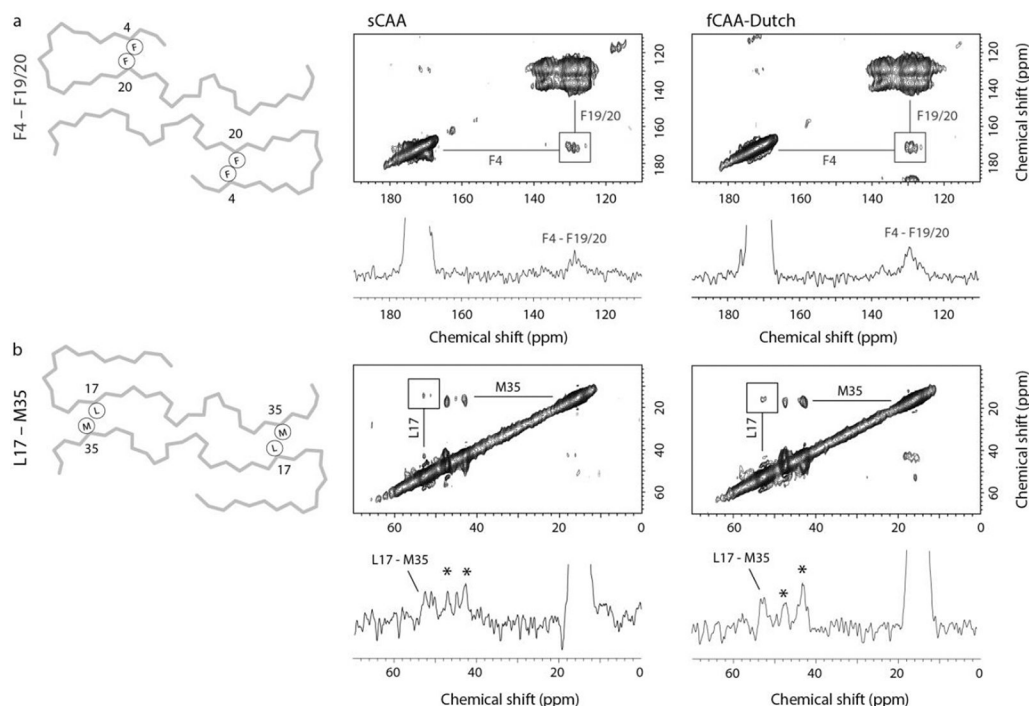 a
sCAA
fCAA-Dutch
F4 – F19/20
4
F
F
20
20
F
F
4
120
140
160
180
F19/20
F4
180
160
140
120
F19/20
F4
120
140
160
180
Chemical shift (ppm)
180
160
140
120
F4 - F19/20
180
160
140
120
Chemical shift (ppm)
F4 - F19/20
180
160
140
120
Chemical shift (ppm)
b
L17 – M35
17
L
M
35
35
M
L
17
M35
L17
60
40
20
0
M35
L17
20
40
60
Chemical shift (ppm)
60
40
20
0
L17 - M35
*
*
60
40
20
0
Chemical shift (ppm)
L17 - M35
*
*
60
40
20
0
Chemical shift (ppm)